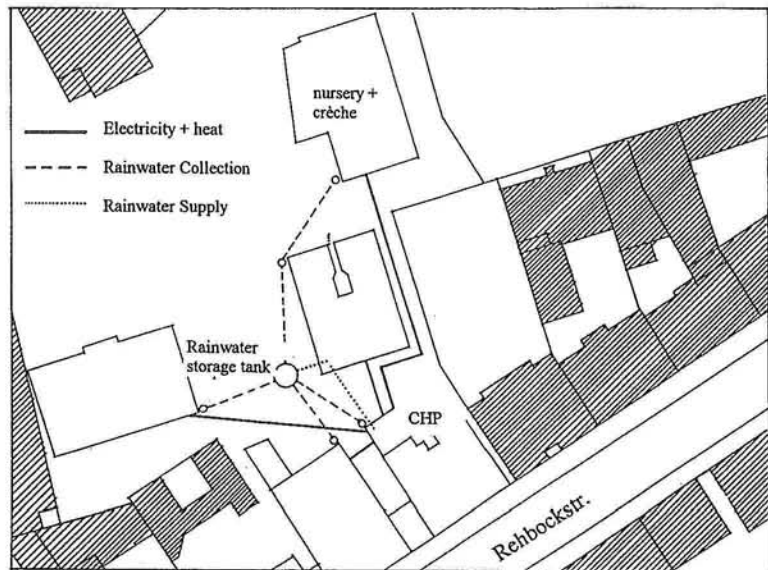 nursery +
crèche
Electricity + heat
Rainwater Collection
Rainwater Supply
Rainwater
storage tank
CHP
Rehbockstr.